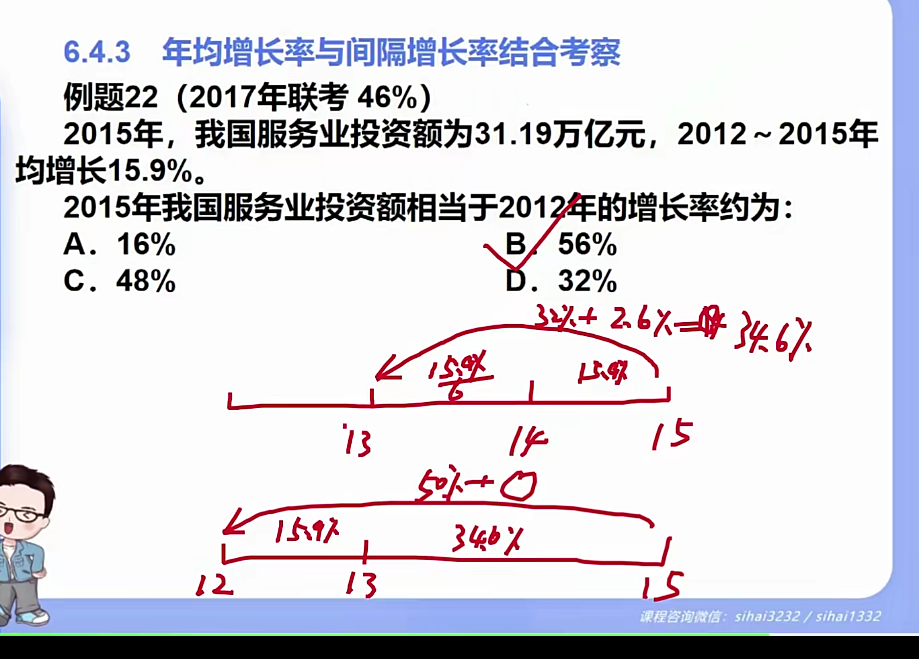 6.4.3 年均增长率与间隔增长率结合考察
例题22（2017年联考 46%）
2015年，我国服务业投资额为31.19万亿元，2012～2015年
均增长15.9%。
2015年我国服务业投资额相当于2012年的增长率约为：
A．16% B．56%
C．48% D．32%
32%+ 2.6%= 34.6%
15.9% 15.9%
6
13 14 15
50%+
15.9% 34.6%
12 13 15
课程咨询微信：sihai3232 / sihai1332